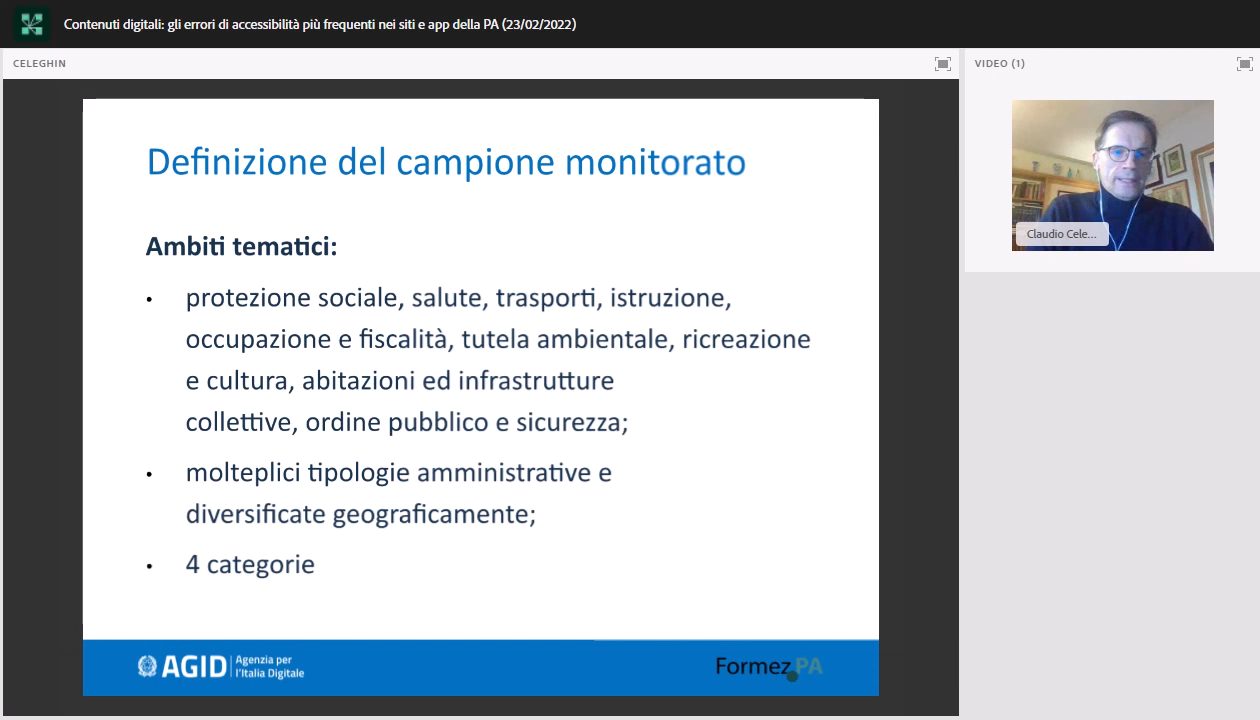 Contenuti digitali: gli errori di accessibilità più frequenti nei siti e app della PA (23/02/2022)
CELEGHIN
VIDEO (1)
Definizione del campione monitorato
Ambiti tematici:
• protezione sociale, salute, trasporti, istruzione,
occupazione e fiscalità, tutela ambientale, ricreazione
e cultura, abitazioni ed infrastrutture
collettive, ordine pubblico e sicurezza;
• molteplici tipologie amministrative e
diversificate geograficamente;
• 4 categorie
Claudio Cele...
AGID Agenzia per
l'Italia Digitale
Formez PA